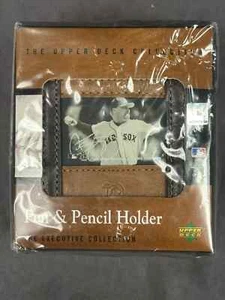 THE UPPER DECK COLLECTION
RED SOX
Pen & Pencil Holder
THE EXECUTIVE COLLECTION
UPPER
DECK